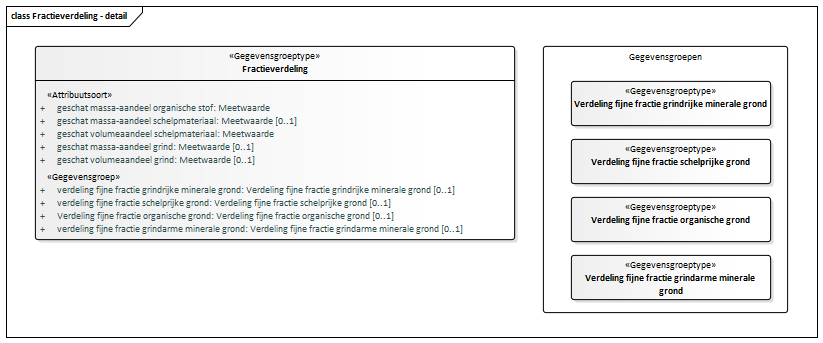 class Fractieverdeling - detail
«Gegevensgroeptype»
Fractieverdeling
«Attribuutsoort»
+ geschat massa-aandeel organische stof: Meetwaarde
+ geschat massa-aandeel schelpmateriaal: Meetwaarde [0..1]
+ geschat volumeaandeel schelpmateriaal: Meetwaarde
+ geschat massa-aandeel grind: Meetwaarde [0..1]
+ geschat volumeaandeel grind: Meetwaarde [0..1]
«Gegevensgroep»
+ verdeling fijne fractie grindrijke minerale grond: Verdeling fijne fractie grindrijke minerale grond [0..1]
+ verdeling fijne fractie schelprijke grond: Verdeling fijne fractie schelprijke grond [0..1]
+ Verdeling fijne fractie organische grond: Verdeling fijne fractie organische grond [0..1]
+ verdeling fijne fractie grindarme minerale grond: Verdeling fijne fractie grindarme minerale grond [0..1]
Gegevensgroepen
«Gegevensgroeptype»
Verdeling fijne fractie grindrijke minerale grond
«Gegevensgroeptype»
Verdeling fijne fractie schelprijke grond
«Gegevensgroeptype»
Verdeling fijne fractie organische grond
«Gegevensgroeptype»
Verdeling fijne fractie grindarme minerale
grond